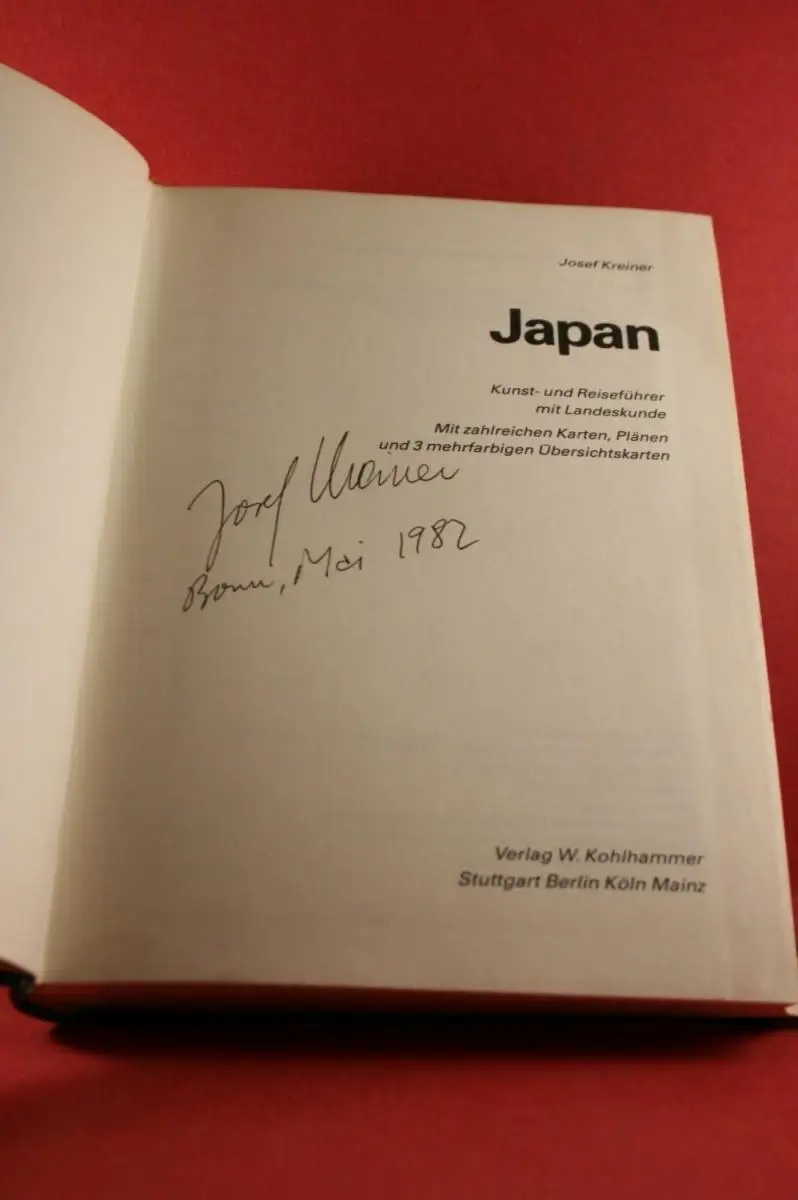 Josef Kreiner
Japan
Kunst- und Reiseführer
mit Landeskunde
Mit zahlreichen Karten, Plänen
und 3 mehrfarbigen Übersichtskarten
Josef Kreiner
Bonn, Mai 1982
Verlag W. Kohlhammer
Stuttgart Berlin Köln Mainz